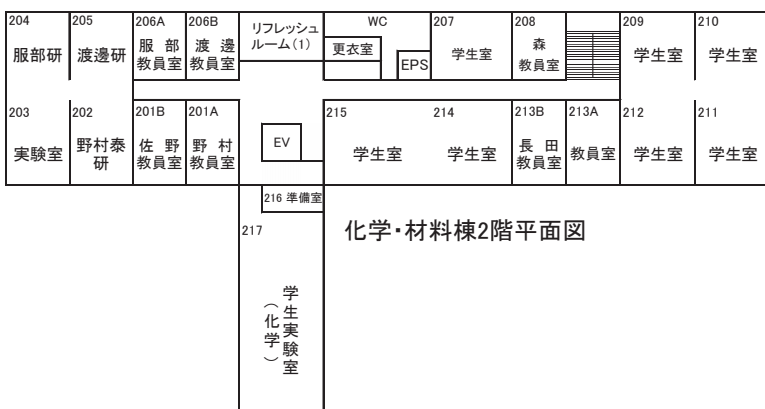 204
服部研
205
渡邊研
206A
服部
教員室
206B
渡邊
教員室
リフレッシュ
ルーム(1)
WC
更衣室
EPS
207
学生室
208
森
教員室
209
学生室
210
学生室
203
実験室
202
野村泰
研
201B
佐野
教員室
201A
野村
教員室
EV
215
学生室
214
学生室
213B
長田
教員室
213A
教員室
212
学生室
211
学生室
216 準備室
217
化学・材料棟2階平面図
学生実験室
(化学)